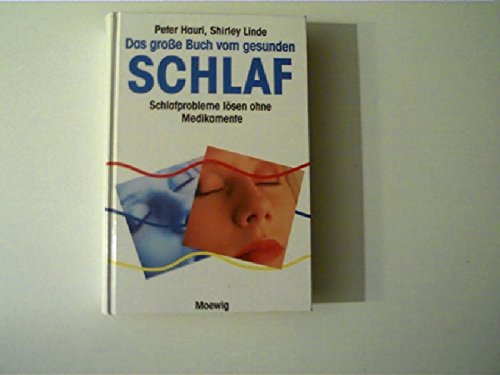 Peter Hauri, Shirley Linde
Das große Buch vom gesunden
SCHLAF
Schlafprobleme lösen ohne
Medikamente
Moewig